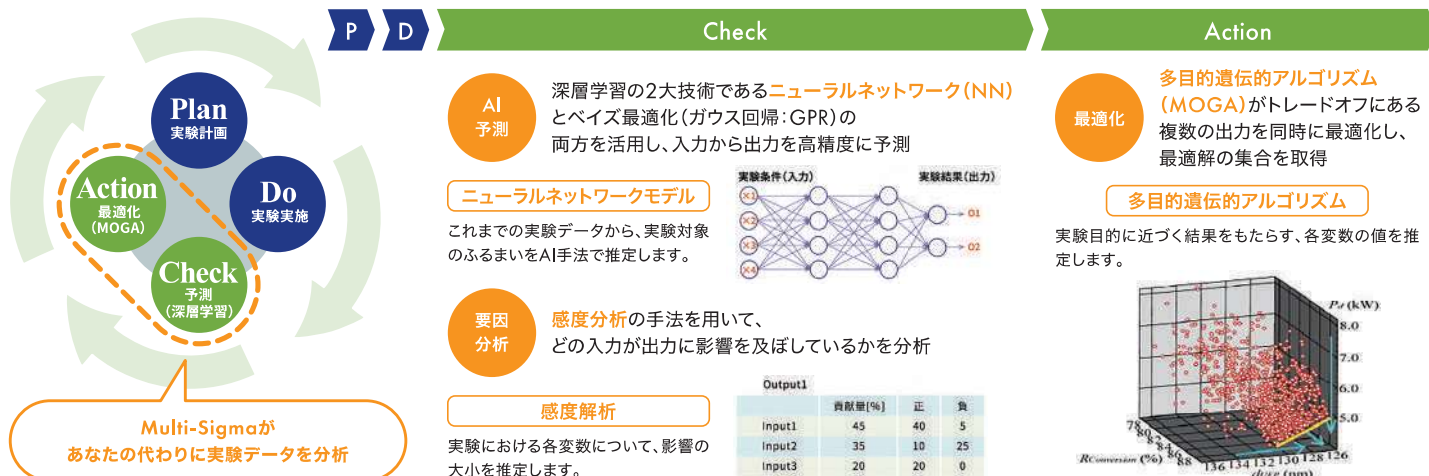 P
D
Check
Action
Plan
実験計画
Do
実験実施
Action
最適化
(MOGA)
Check
予測
(深層学習)
Multi-Sigmaが
あなたの代わりに実験データを分析
AI
予測
深層学習の2大技術であるニューラルネットワーク(NN)
とベイズ最適化(ガウス回帰:GPR)の
両方を活用し、入力から出力を高精度に予測
ニューラルネットワークモデル
これまでの実験データから、実験対象
のふるまいをAI手法で推定します。
実験条件(入力)
実験結果(出力)
×1
×2
×3
×4
O1
O2
要因
分析
感度分析の手法を用いて、
どの入力が出力に影響を及ぼしているかを分析
感度解析
実験における各変数について、影響の
大小を推定します。
Output1
貢献量[%] 正 負
Input1 45 40 5
Input2 35 10 25
Input3 20 20 0
最適化
多目的遺伝的アルゴリズム
(MOGA)がトレードオフにある
複数の出力を同時に最適化し、
最適解の集合を取得
多目的遺伝的アルゴリズム
実験目的に近づく結果をもたらす、各変数の値を推
定します。
(kW)
8.0
7.0
6.0
5.0
78
80
82
84
86
88
RConversion (%)
136 134 132 130 128 126
(nm)